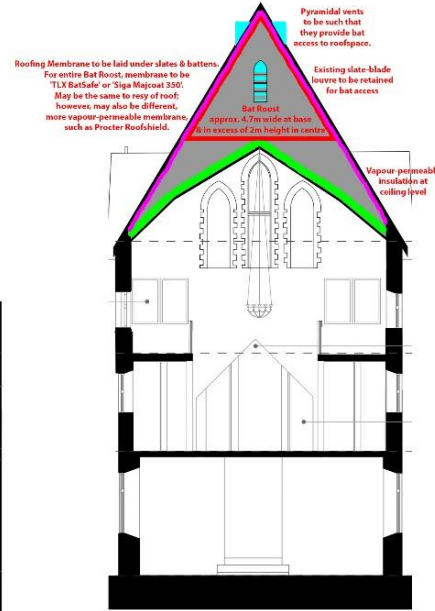 Pyramidal vents
to be such that
they provide bat
access to roofspace.
Roofing Membrane to be laid under slates & battens.
For entire Bat Roost, membrane to be
'TLX BatSafe' or 'Siga Majcoat 350'.
May be the same to resy of roof;
however, may also be different,
more vapour-permeable membrane,
such as Procter Roofshield.
Existing slate-blade
louvre to be retained
for bat access
Bat Roost
approx. 4.7m wide at base
& in excess of 2m height in centre
Vapour-permeable
insulation at
ceiling level